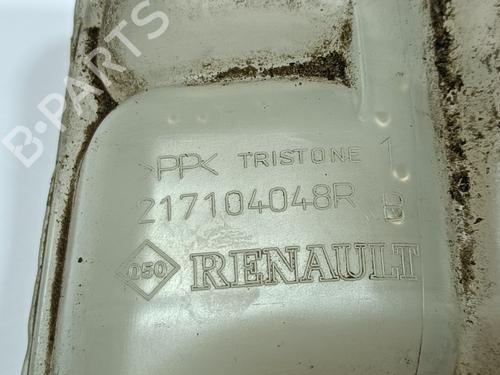 B-PARTS
>PP< TRISTONE 1
217104048R B
050 RENAULT